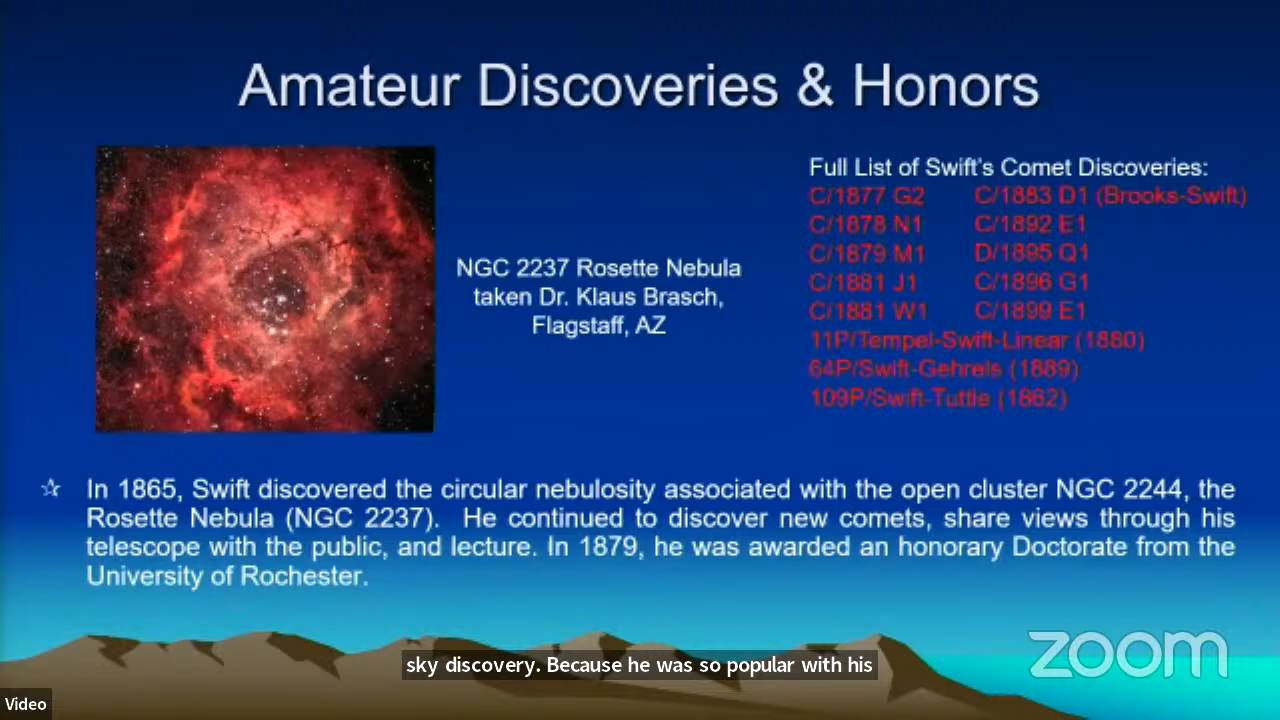 Amateur Discoveries & Honors
NGC 2237 Rosette Nebula
taken Dr. Klaus Brasch,
Flagstaff, AZ
Full List of Swift's Comet Discoveries:
C/1877 G2 C/1883 D1 (Brooks-Swift)
C/1878 N1 C/1892 E1
C/1879 M1 D/1895 Q1
C/1881 J1 C/1896 G1
C/1881 W1 C/1899 E1
11P/Tempel-Swift-Linear (1880)
64P/Swift-Gehrels (1889)
109P/Swift-Tuttle (1862)
☆ In 1865, Swift discovered the circular nebulosity associated with the open cluster NGC 2244, the
Rosette Nebula (NGC 2237). He continued to discover new comets, share views through his
telescope with the public, and lecture. In 1879, he was awarded an honorary Doctorate from the
University of Rochester.
zoom
sky discovery. Because he was so popular with his
Video